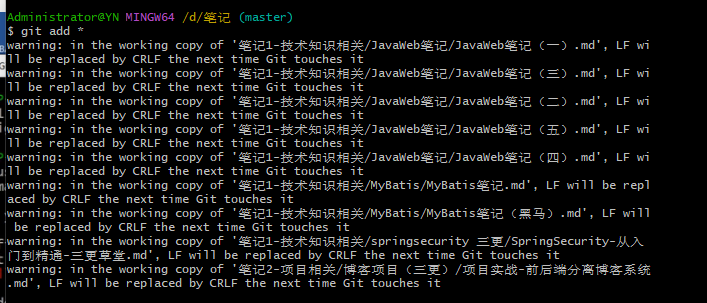 Administrator@YN MINGW64 /d/笔记 (master)
$ git add *
warning: in the working copy of '笔记1-技术知识相关/JavaWeb笔记/JavaWeb笔记（一）.md', LF wi
ll be replaced by CRLF the next time Git touches it
warning: in the working copy of '笔记1-技术知识相关/JavaWeb笔记/JavaWeb笔记（三）.md', LF wi
ll be replaced by CRLF the next time Git touches it
warning: in the working copy of '笔记1-技术知识相关/JavaWeb笔记/JavaWeb笔记（二）.md', LF wi
ll be replaced by CRLF the next time Git touches it
warning: in the working copy of '笔记1-技术知识相关/JavaWeb笔记/JavaWeb笔记（五）.md', LF wi
ll be replaced by CRLF the next time Git touches it
warning: in the working copy of '笔记1-技术知识相关/JavaWeb笔记/JavaWeb笔记（四）.md', LF wi
ll be replaced by CRLF the next time Git touches it
warning: in the working copy of '笔记1-技术知识相关/MyBatis/MyBatis笔记.md', LF will be repl
aced by CRLF the next time Git touches it
warning: in the working copy of '笔记1-技术知识相关/MyBatis/MyBatis笔记（黑马）.md', LF will
 be replaced by CRLF the next time Git touches it
warning: in the working copy of '笔记1-技术知识相关/springsecurity 三更/SpringSecurity-从入
门到精通-三更草堂.md', LF will be replaced by CRLF the next time Git touches it
warning: in the working copy of '笔记2-项目相关/博客项目（三更）/项目实战-前后端分离博客系统
.md', LF will be replaced by CRLF the next time Git touches it